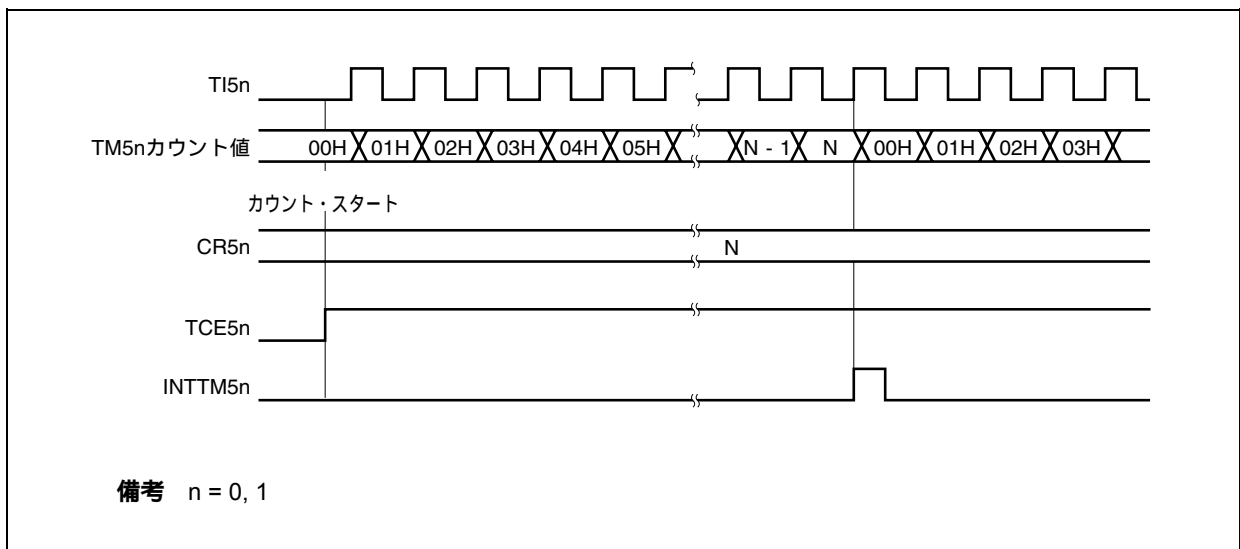 TI5n
TM5nカウント値 00H 01H 02H 03H 04H 05H N - 1 N 00H 01H 02H 03H
カウント・スタート
CR5n N
TCE5n
INTTM5n
備考 n = 0, 1